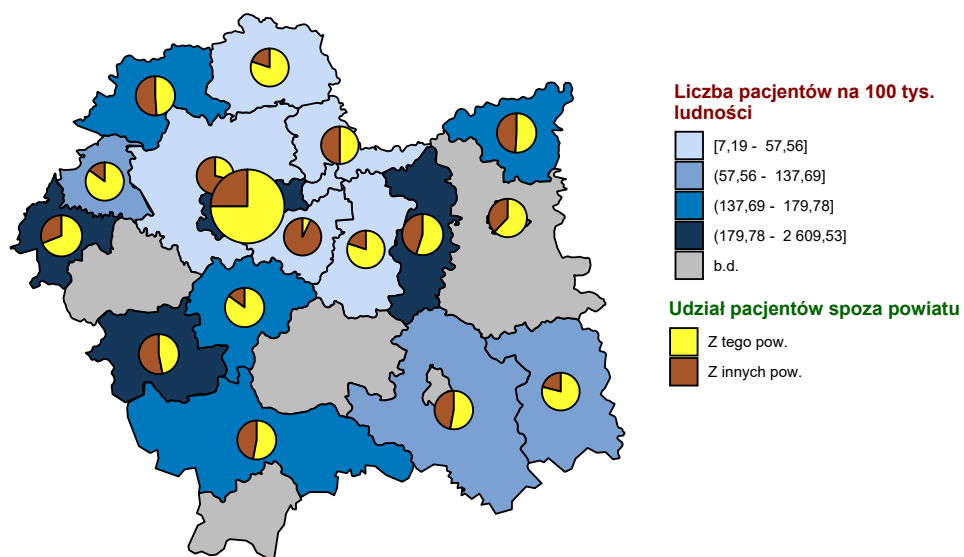 Liczba pacjentów na 100 tys.
ludności
[7,19 - 57,56]
(57,56 - 137,69]
(137,69 - 179,78]
(179,78 - 2 609,53]
b.d.
Udział pacjentów spoza powiatu
Z tego pow.
Z innych pow.